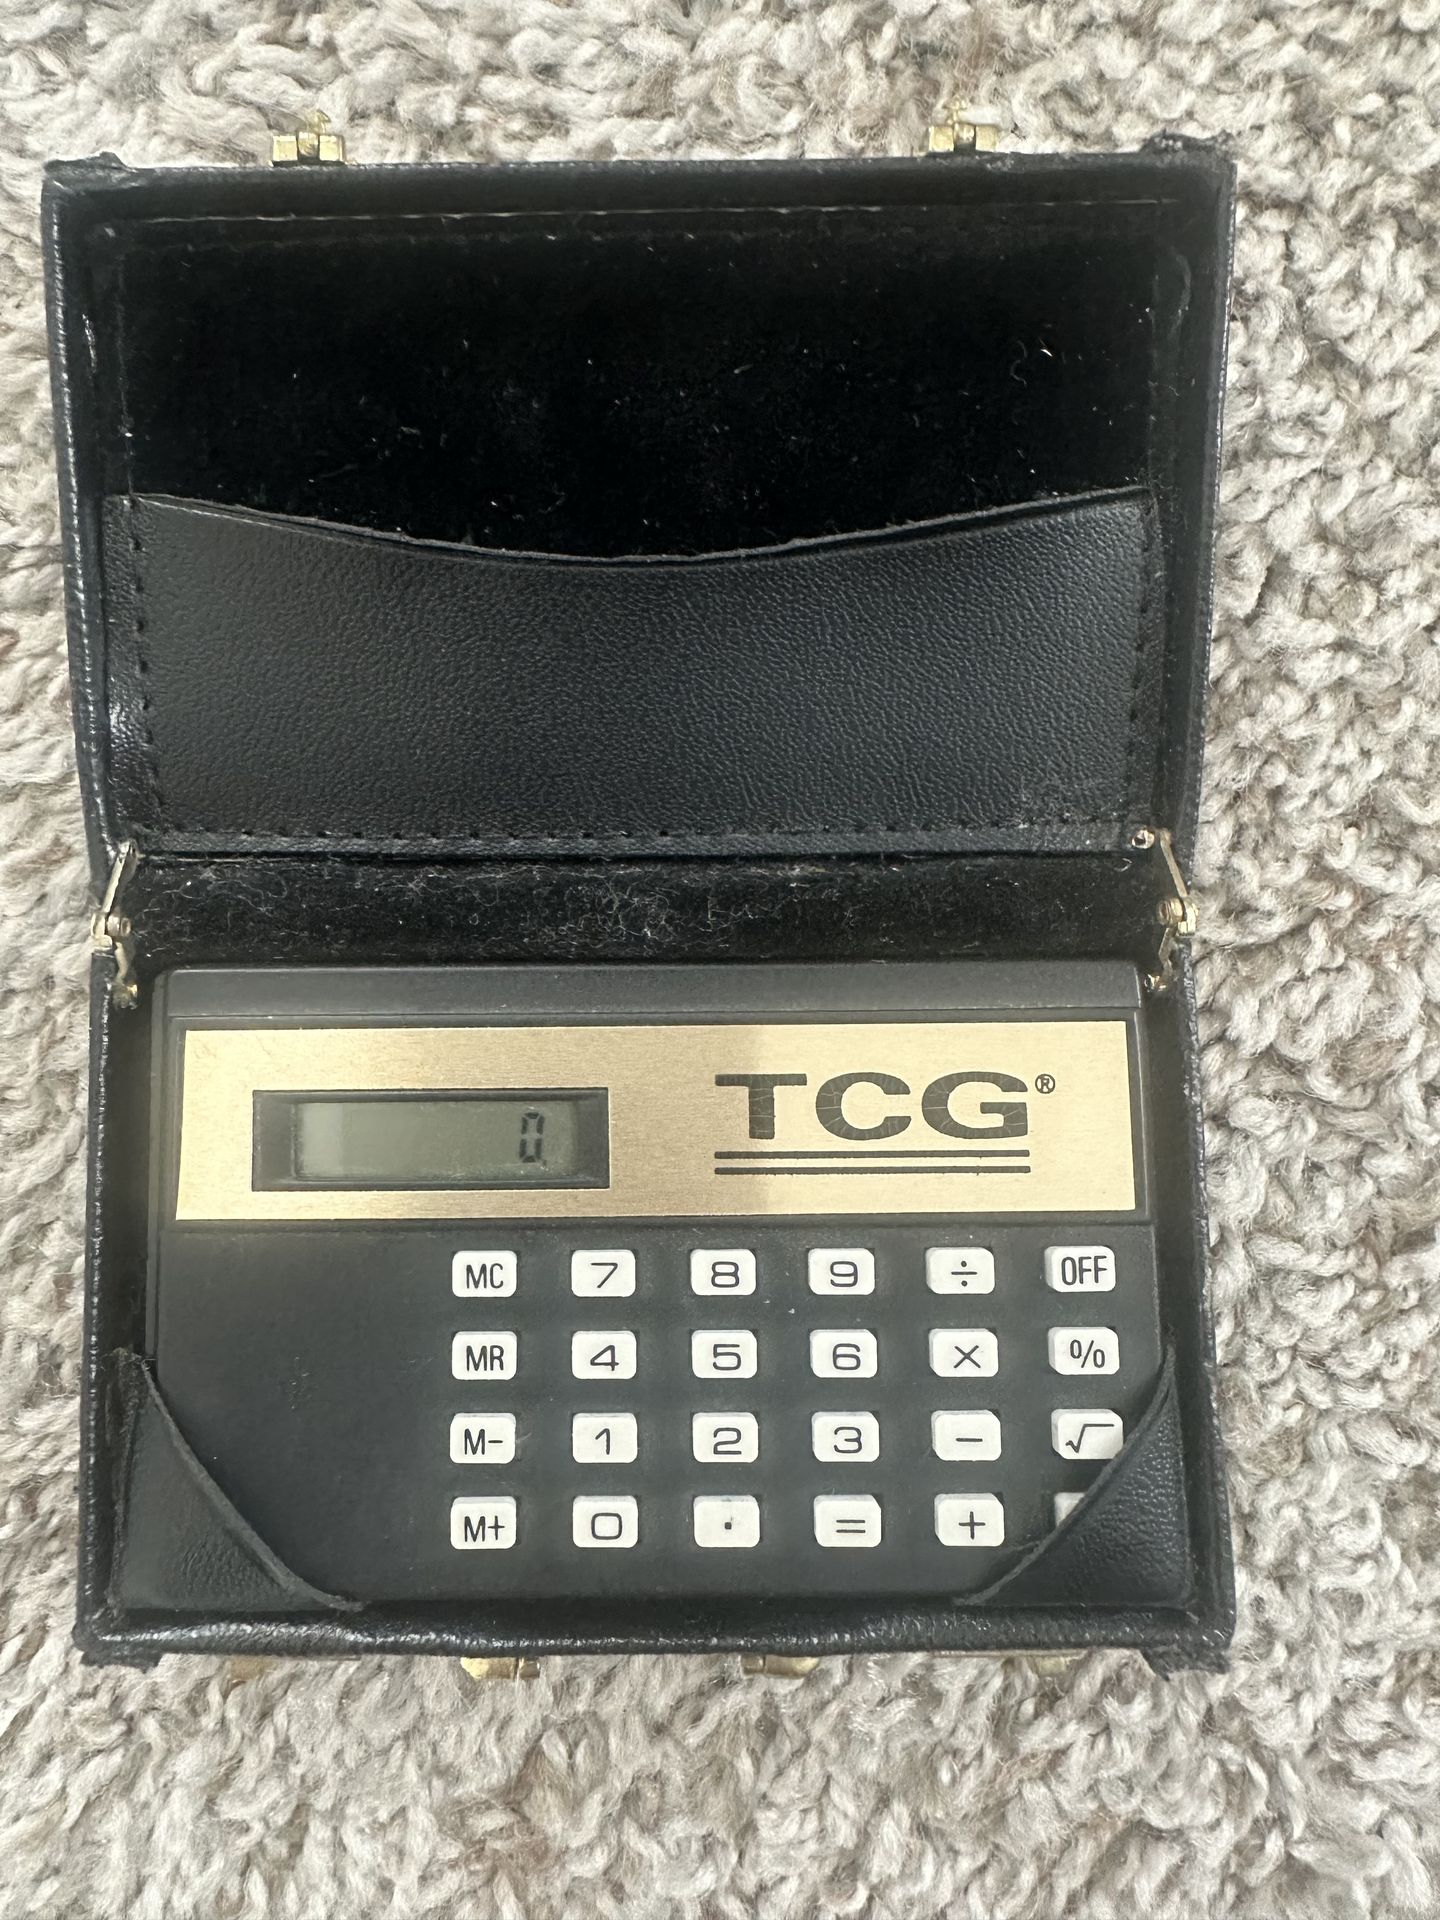 0.
TCG®
MC 7 8 9 ÷ OFF
MR 4 5 6 × %
M- 1 2 3 - √
M+ 0 . = +